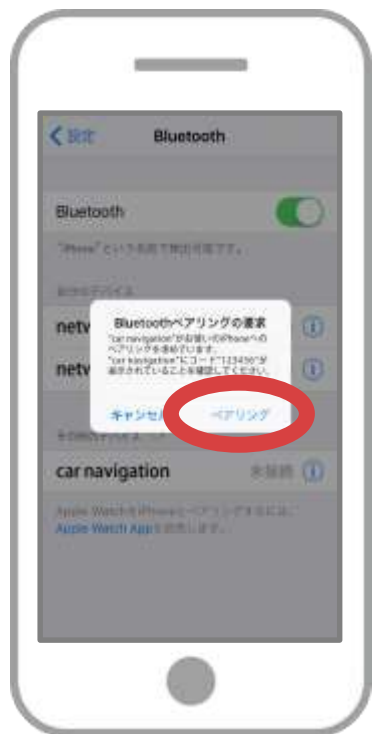 設定 Bluetooth
Bluetooth
"iPhone"という名前で検出可能です。
自分のデバイス
netw
netw
Bluetoothペアリングの要求
"car navigation"がお使いのiPhoneへの
ペアリングを求めています。
"car navigation"にコード"123456"が
表示されていることを確認してください。
キャンセル ペアリング
その他のデバイス
car navigation 未接続
Apple WatchをiPhoneとペアリングするには、
Apple Watch Appを使用します。